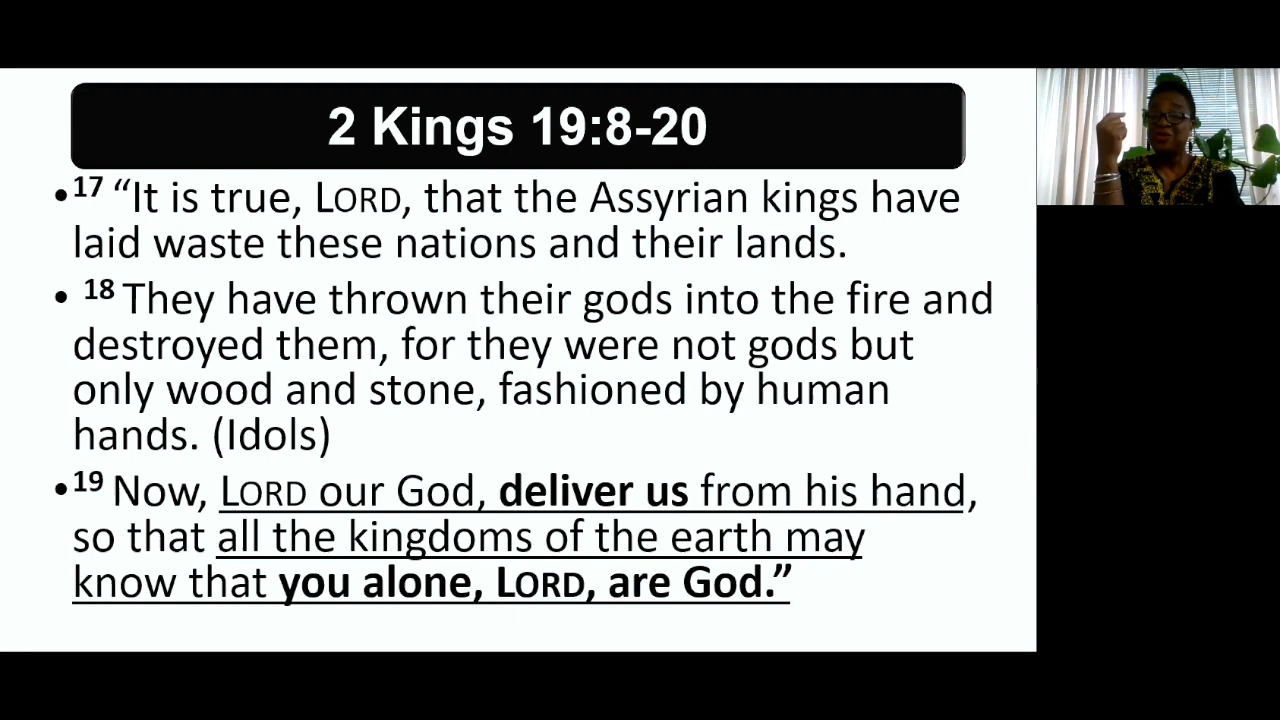 2 Kings 19:8-20
•17 “It is true, LORD, that the Assyrian kings have
laid waste these nations and their lands.
• 18 They have thrown their gods into the fire and
destroyed them, for they were not gods but
only wood and stone, fashioned by human
hands. (Idols)
•19 Now, LORD our God, deliver us from his hand,
so that all the kingdoms of the earth may
know that you alone, LORD, are God.”